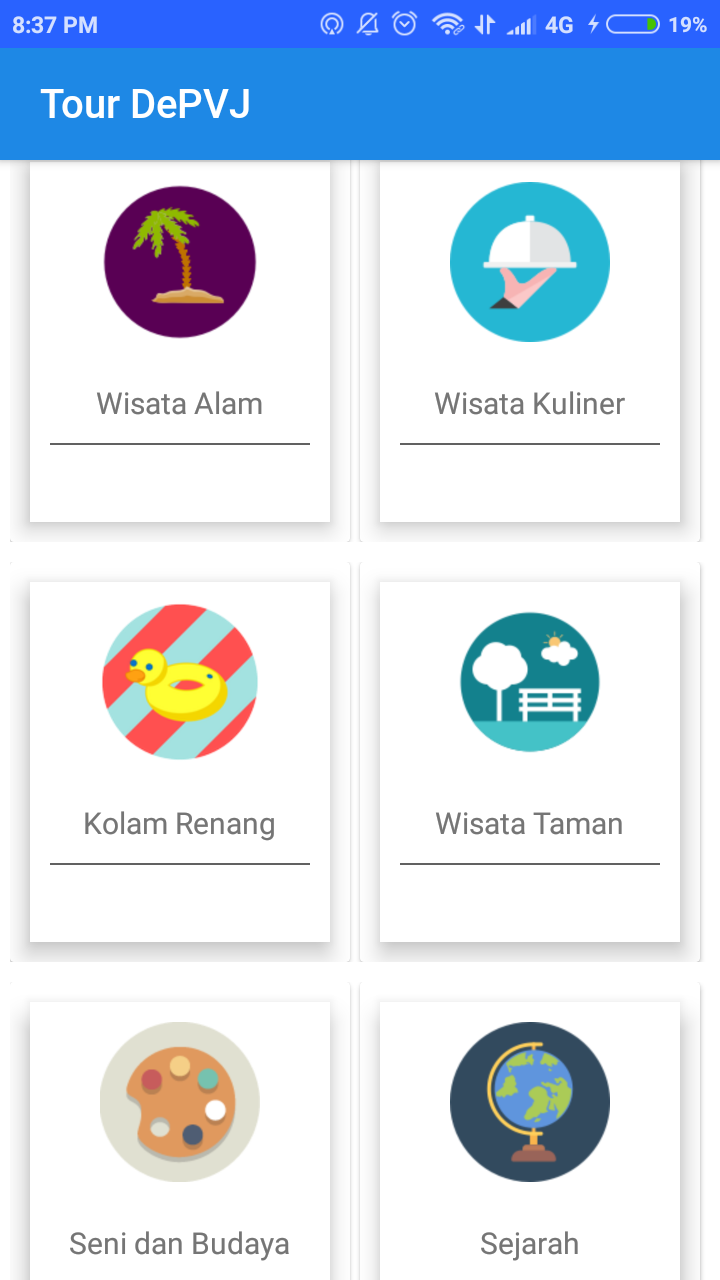 8:37 PM 4G 19%
Tour DePVJ
Wisata Alam
Wisata Kuliner
Kolam Renang
Wisata Taman
Seni dan Budaya
Sejarah